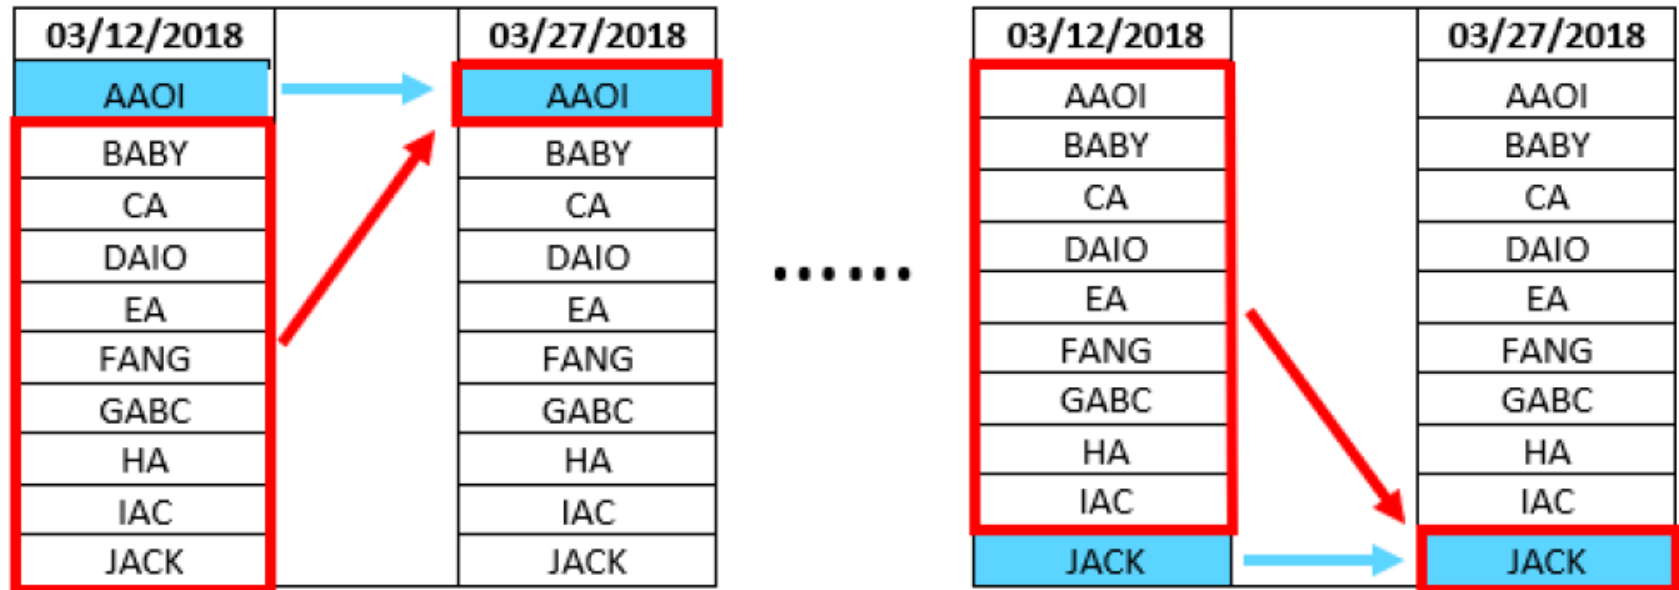 03/12/2018 03/27/2018 03/12/2018 03/27/2018
AAOI AAOI AAOI AAOI
BABY BABY BABY BABY
CA CA CA CA
DAIO DAIO DAIO DAIO
EA EA EA EA
FANG FANG FANG FANG
GABC GABC GABC GABC
HA HA HA HA
IAC IAC IAC IAC
JACK JACK JACK JACK
......